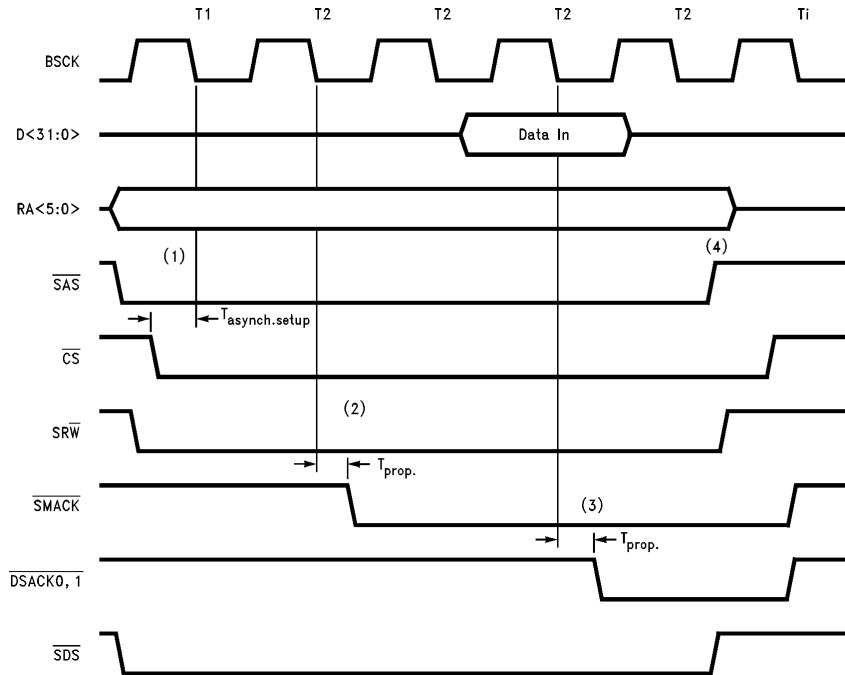 T1 T2 T2 T2 T2 Ti
BSCK
D<31:0> Data In
RA<5:0>
(1) (4)
SAS
Tasynch.setup
CS
(2)
SRW
Tprop.
SMACK (3)
Tprop.
DSACK0, 1
SDS